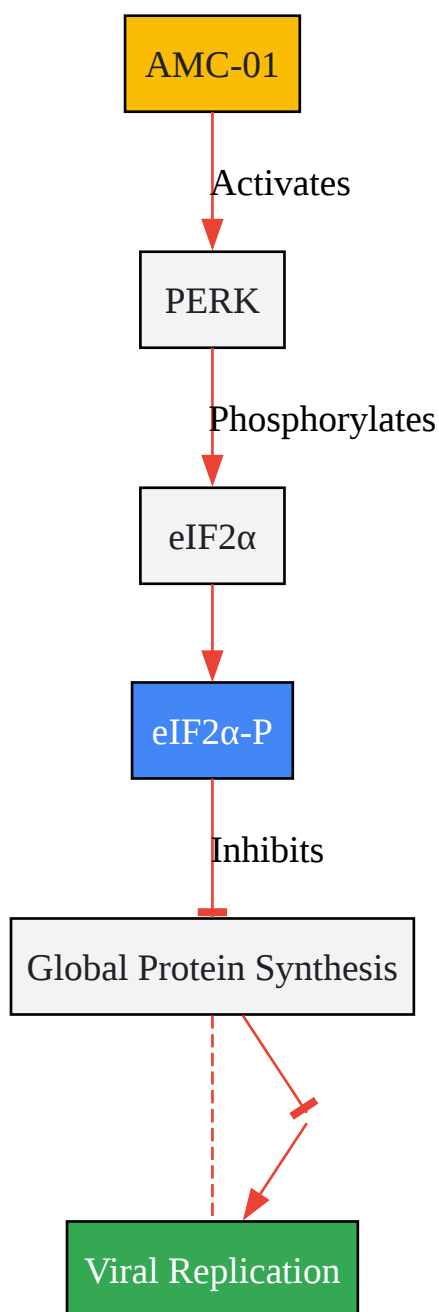 AMC-01
Activates
PERK
Phosphorylates
eIF2α
eIF2α-P
Inhibits
Global Protein Synthesis
Viral Replication